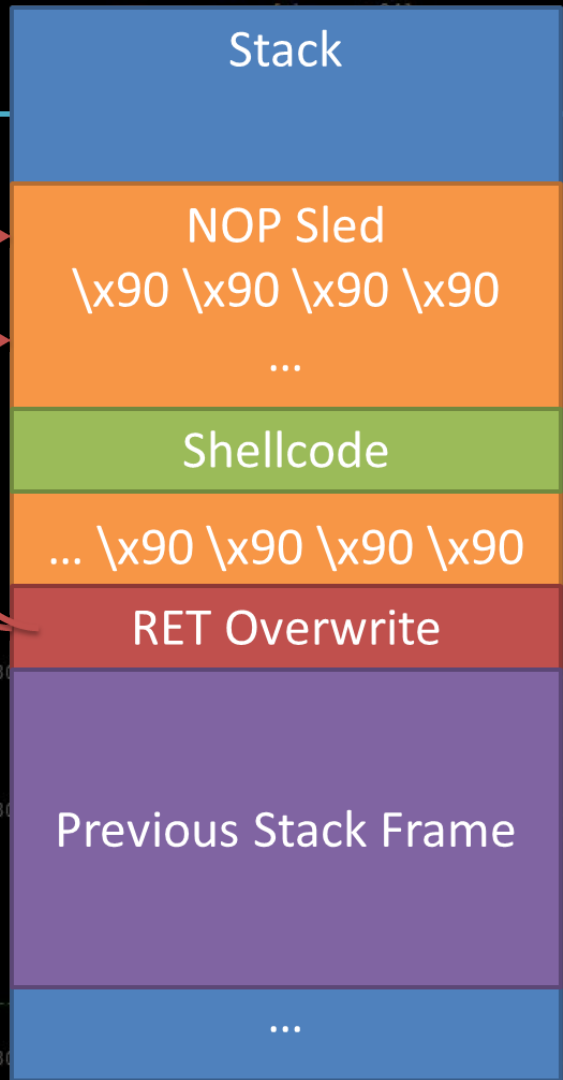 Stack
NOP Sled
\x90 \x90 \x90 \x90
...
Shellcode
... \x90 \x90 \x90 \x90
RET Overwrite
Previous Stack Frame
...